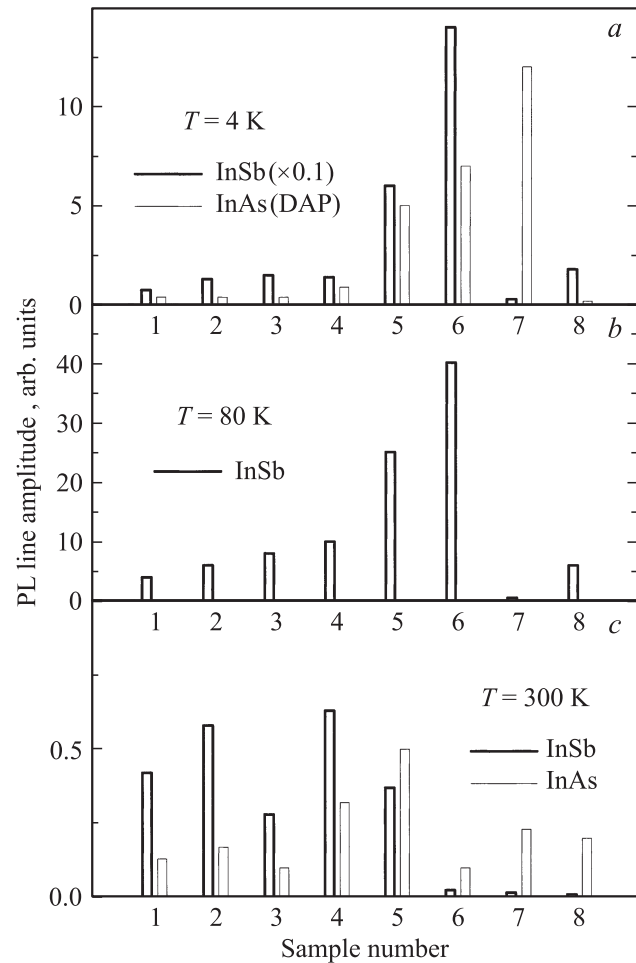 a
10
5
0
T = 4 K
InSb (×0.1)
InAs (DAP)
1 2 3 4 5 6 7 8
b
40
30
20
10
0
T = 80 K
InSb
1 2 3 4 5 6 7 8
c
0.5
0.0
T = 300 K
InSb
InAs
1 2 3 4 5 6 7 8
Sample number
PL line amplitude , arb. units